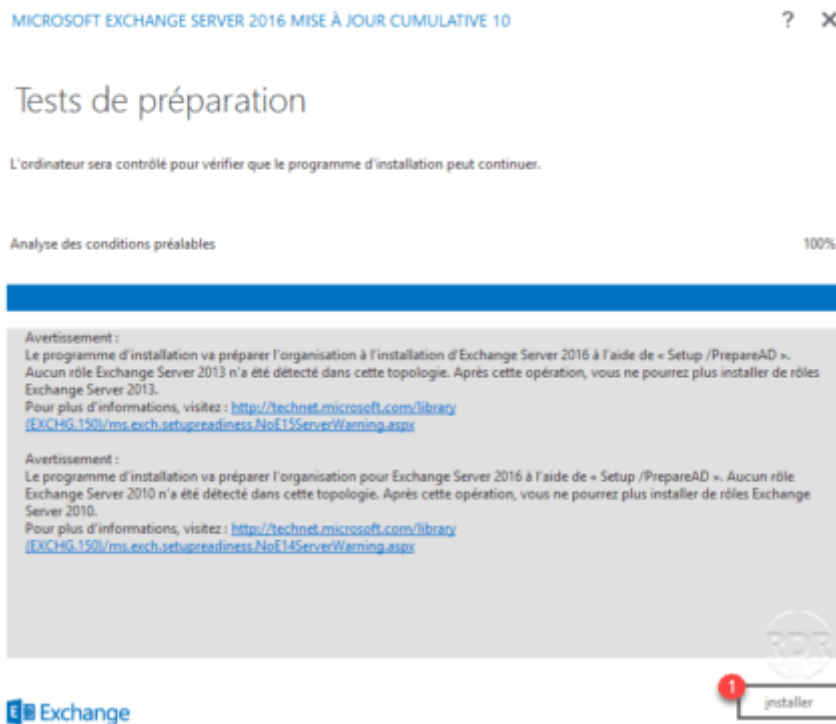 MICROSOFT EXCHANGE SERVER 2016 MISE À JOUR CUMULATIVE 10
? X
Tests de préparation
L'ordinateur sera contrôlé pour vérifier que le programme d'installation peut continuer.
Analyse des conditions préalables 100%
Avertissement :
Le programme d'installation va préparer l'organisation à l'installation d'Exchange Server 2016 à l'aide de « Setup /PrepareAD ».
Aucun rôle Exchange Server 2013 n'a été détecté dans cette topologie. Après cette opération, vous ne pourrez plus installer de rôles
Exchange Server 2013.
Pour plus d'informations, visitez : http://technet.microsoft.com/library
(EXCHG.150)/ms.exch.setupreadiness.NoE15ServerWarning.aspx
Avertissement :
Le programme d'installation va préparer l'organisation pour Exchange Server 2016 à l'aide de « Setup /PrepareAD ». Aucun rôle
Exchange Server 2010 n'a été détecté dans cette topologie. Après cette opération, vous ne pourrez plus installer de rôles Exchange
Server 2010.
Pour plus d'informations, visitez : http://technet.microsoft.com/library
(EXCHG.150)/ms.exch.setupreadiness.NoE14ServerWarning.aspx
RDR
1
installer
E Exchange